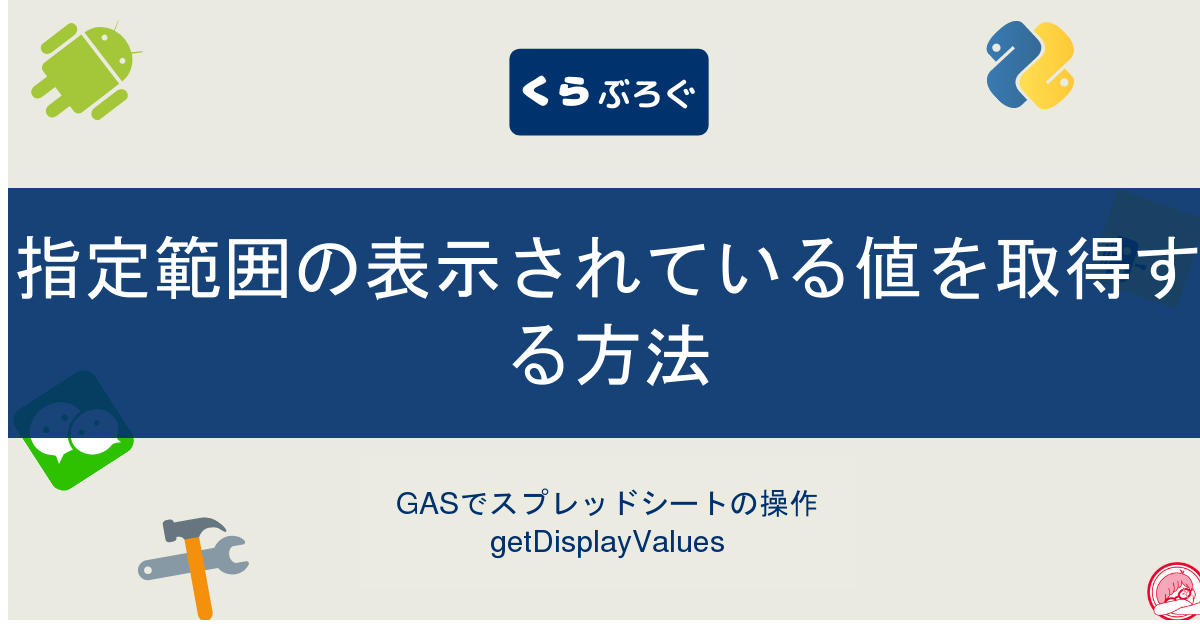 くらぶろぐ
指定範囲の表示されている値を取得す
る方法
GASでスプレッドシートの操作
getDisplayValues